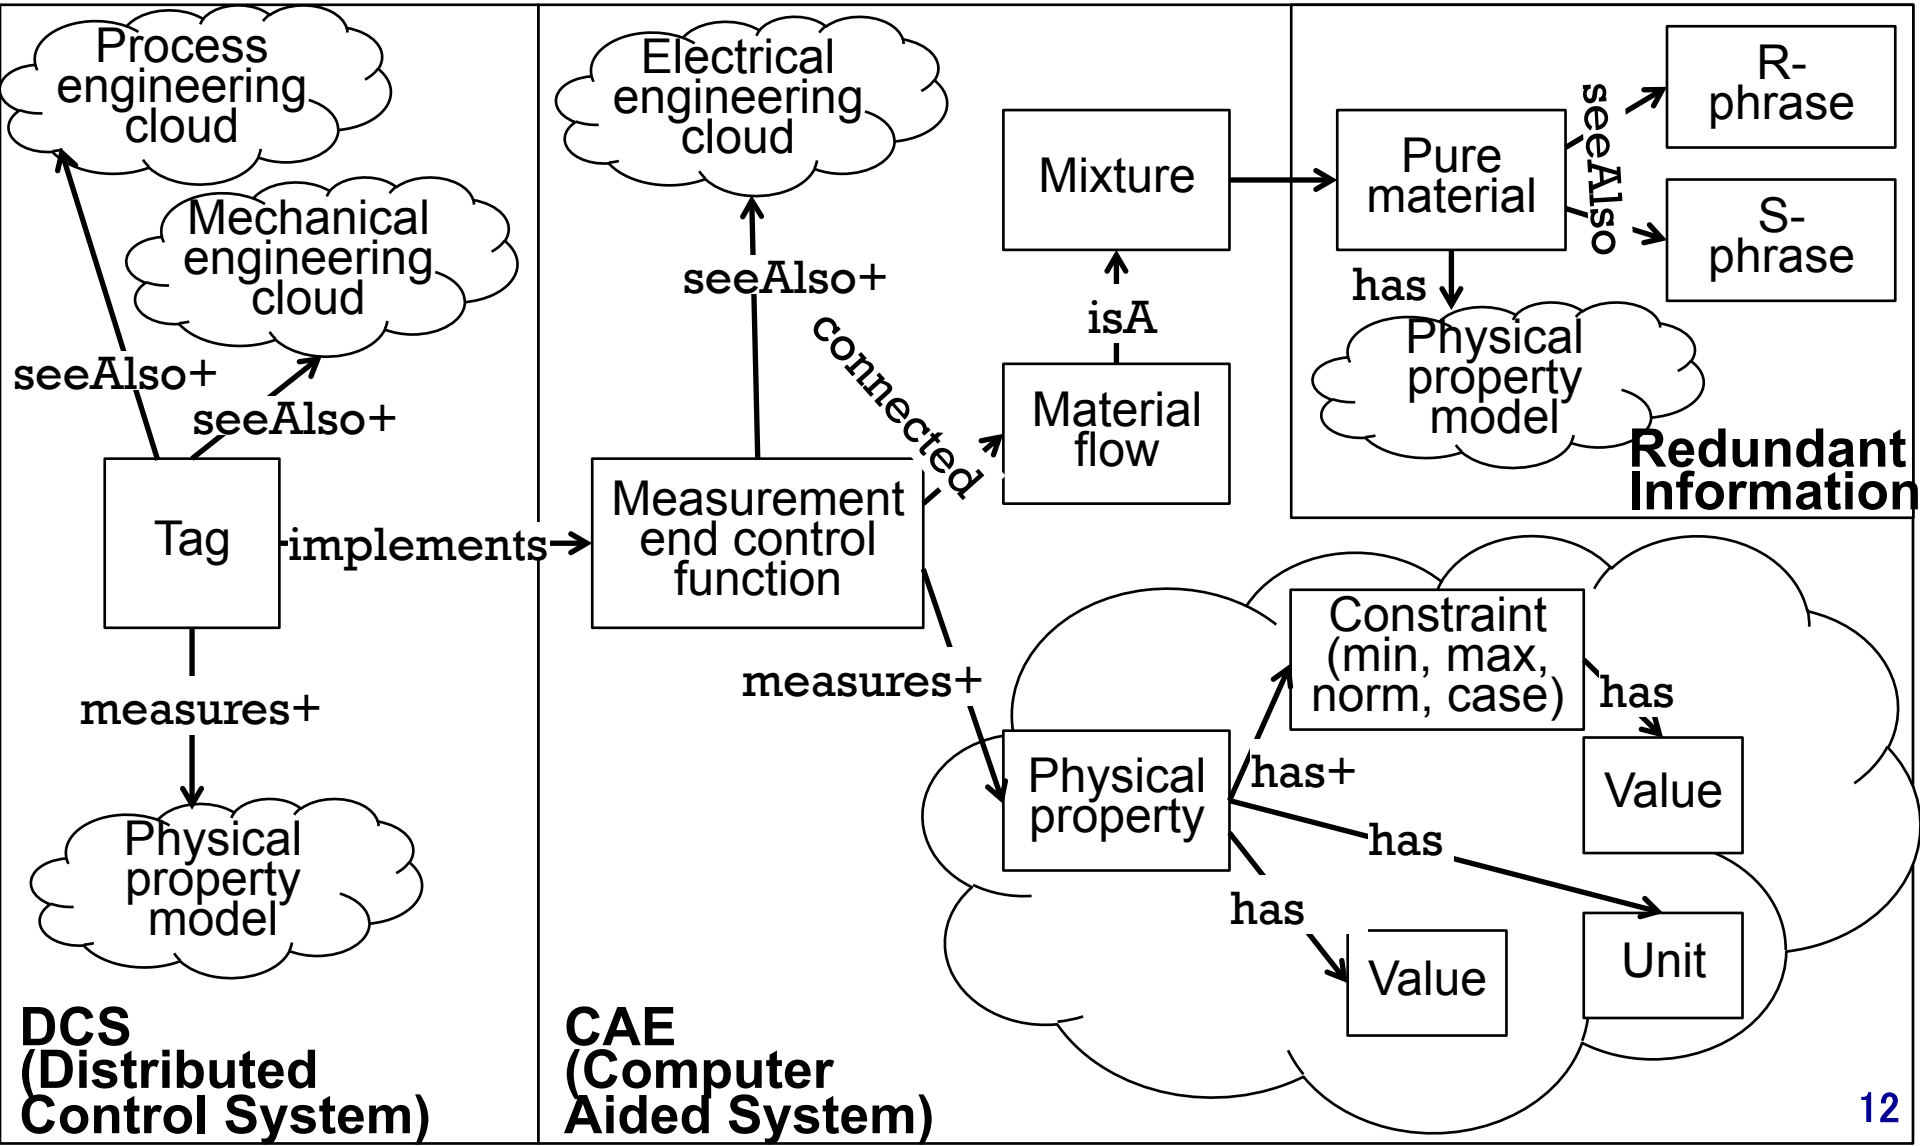 Process
engineering
cloud
Mechanical
engineering
cloud
seeAlso+
seeAlso+
Tag
implements
measures+
Physical
property
model
DCS
(Distributed
Control System)
Electrical
engineering
cloud
seeAlso+
connected
Measurement
end control
function
measures+
Mixture
isA
Material
flow
Pure
material
seeAlso
R-
phrase
S-
phrase
has
Physical
property
model
Redundant
Information
Constraint
(min, max,
norm, case)
has
Value
Physical
property
has+
has
has
Value
Unit
CAE
(Computer
Aided System)
12